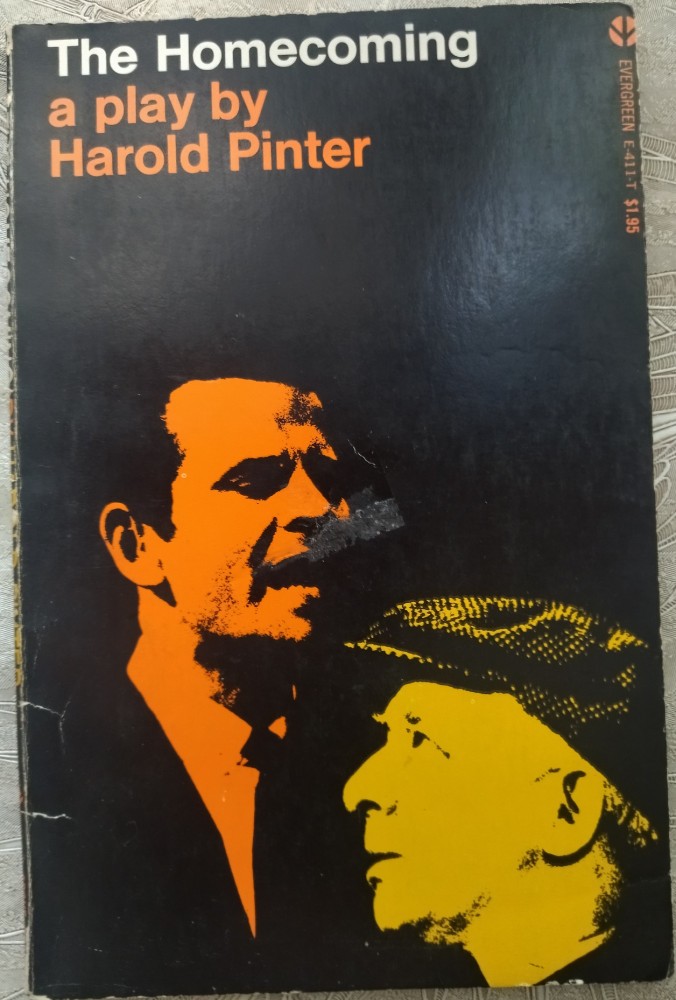 The Homecoming
a play by
Harold Pinter
EVERGREEN E-411-T $1.95